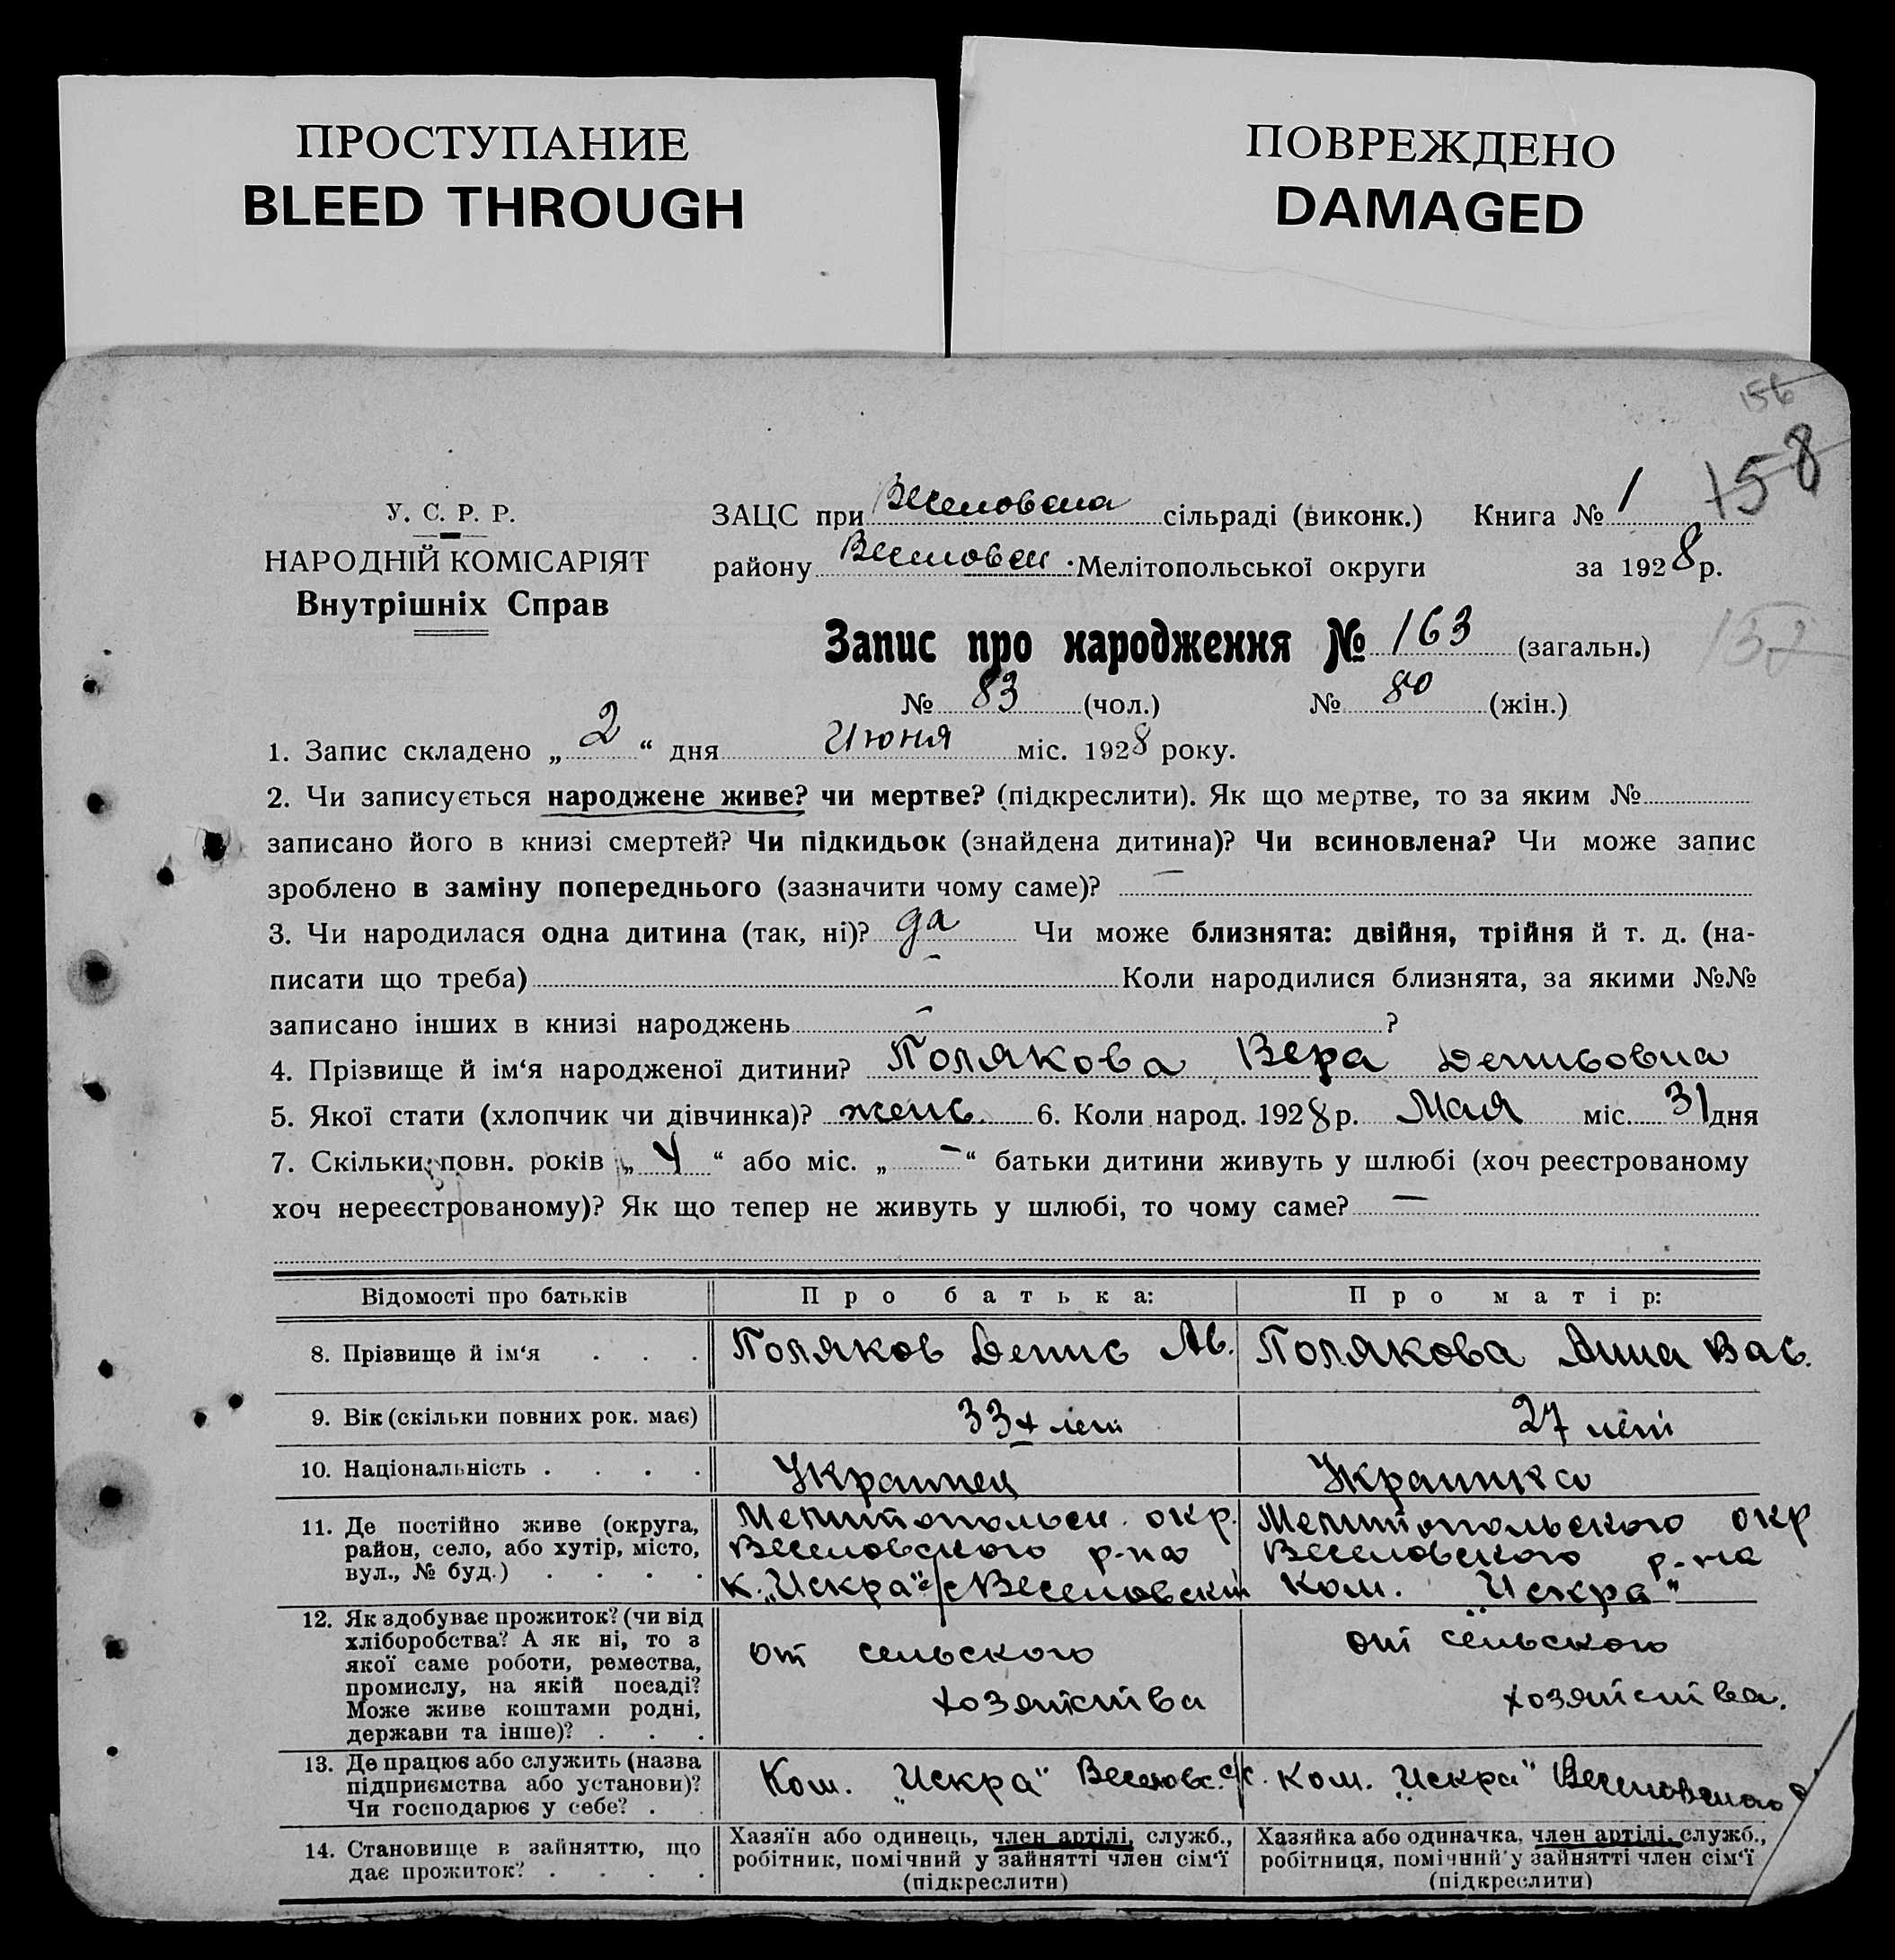 ПРОСТУПАНИЕ
BLEED THROUGH
ПОВРЕЖДЕНО
DAMAGED
156
158
У. С. Р. Р.
НАРОДНІЙ КОМІСАРІЯТ
Внутрішніх Справ
ЗАЦС при сільраді (виконк.) Книга № 1
району Веселовск. Мелітопольської округи за 1928 р.
Запис про народження № 163 (загальн.)
№ 83 (чол.) № 80 (жін.)
1. Запис складено „ 2 “ дня Июня міс. 1928 року.
2. Чи записується народжене живе? чи мертве? (підкреслити). Як що мертве, то за яким №
записано його в книзі смертей? Чи підкидьок (знайдена дитина)? Чи всиновлена? Чи може запис
зроблено в заміну попереднього (зазначити чому саме)? —
3. Чи народилася одна дитина (так, ні)? да Чи може близнята: двійня, трійня й т. д. (на-
писати що треба) — Коли народилися близнята, за якими №№
записано інших в книзі народжень — ?
4. Прізвище й ім‘я народженої дитини? Полякова Вера Денисовна
5. Якої стати (хлопчик чи дівчинка)? женс. 6. Коли народ. 1928 р. Мая міс. 31 дня
7. Скільки повн. років „ 4 “ або міс. „ — “ батьки дитини живуть у шлюбі (хоч реєстрованому
хоч нереєстрованому)? Як що тепер не живуть у шлюбі, то чому саме? —
Відомості про батьків Про батька: Про матір:
8. Прізвище й ім‘я . . . Поляков Денис Ав. Полякова Анна Вас.
9. Вік (скільки повних рок. має) 33 лет 27 лет
10. Національність . . . . Украинец Украинка
11. Де постійно живе (округа,
район, село, або хутір, місто,
вул., № буд.) . . . .
Мелитопольск. окр.
Веселовского р-на
к. „Искра“ с/с Веселовский
Мелитопольского окр
Веселовского р-на
Ком. „Искра“
12. Як здобуває прожиток? (чи від
хліборобства? А як ні, то з
якої саме роботи, ремества,
промислу, на якій посаді?
Може живе коштами родні,
держави та інше)? . . .
от сельского
хозяйства
от сельского
хозяйства.
13. Де працює або служить (назва
підприємства або установи)?
Чи господарює у себе? . .
Ком. „Искра“ Веселовс. с/с.
Ком. „Искра“ Веселовского
14. Становище в зайняттю, що
дає прожиток? . . . .
Хазяїн або одинець, член артілі, служб.,
робітник, помічний у зайнятті член сім‘ї
(підкреслити)
Хазяйка або одиначка, член артілі, служб.,
робітниця, помічний у зайнятті член сім‘ї
(підкреслити)